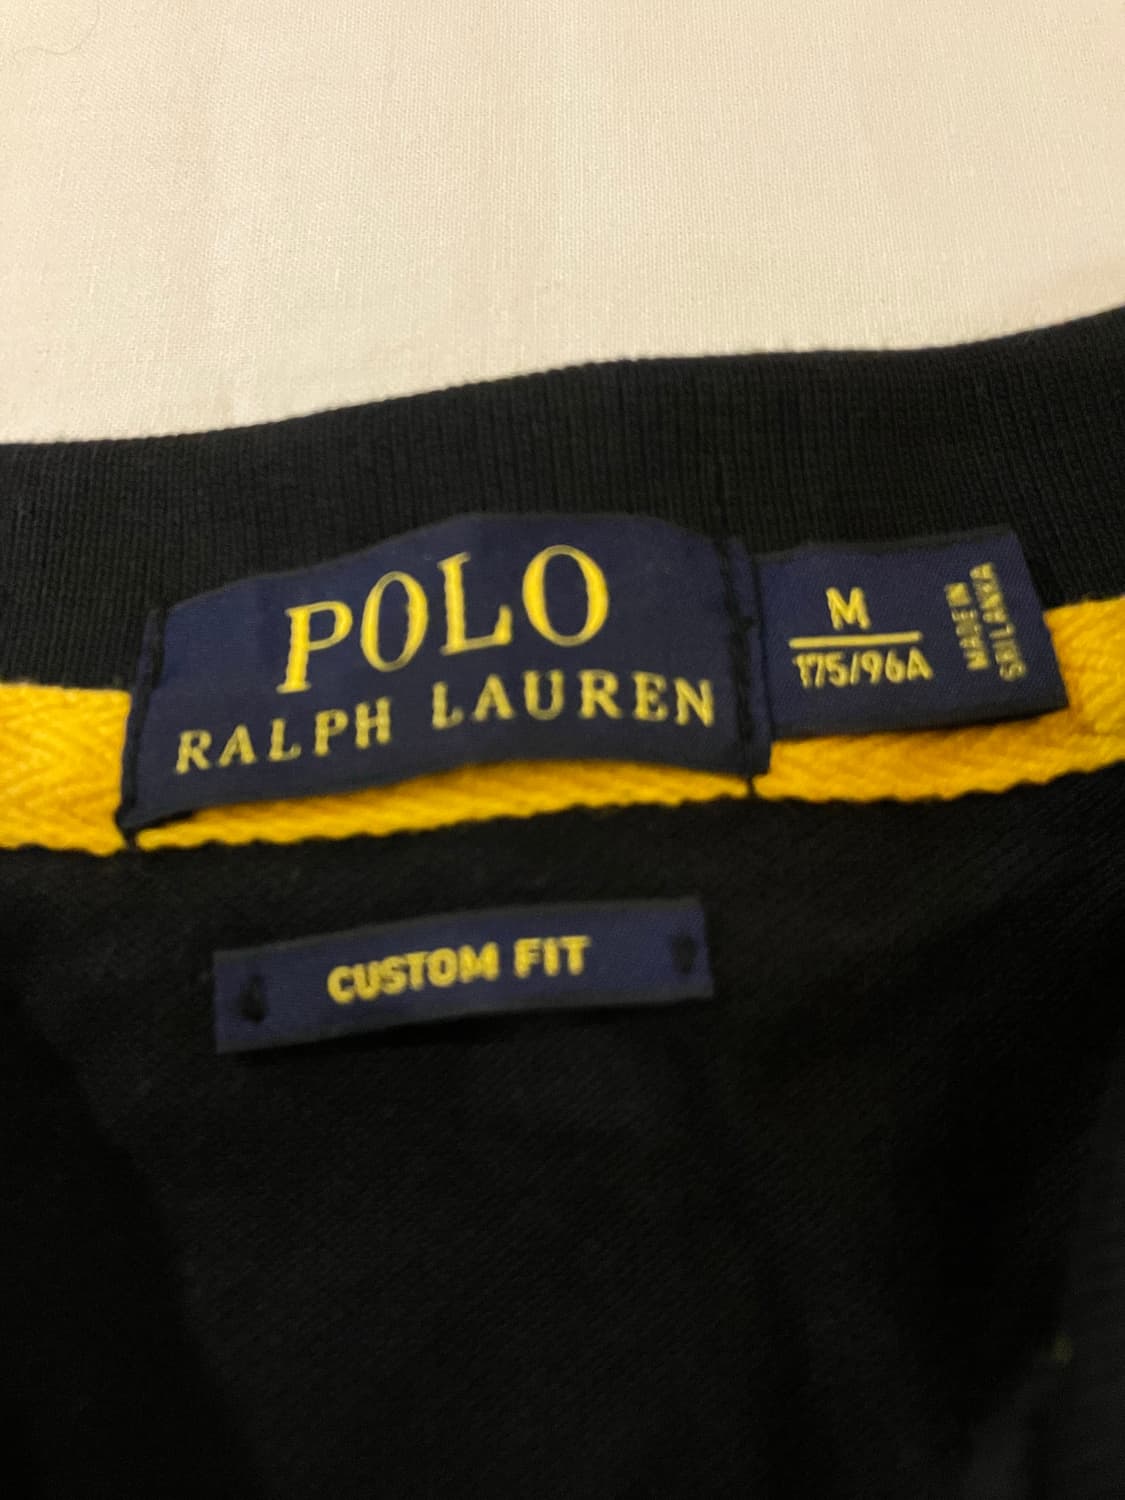 POLO
RALPH LAUREN
M
175/96A
MADE IN
SRI LANKA
CUSTOM FIT